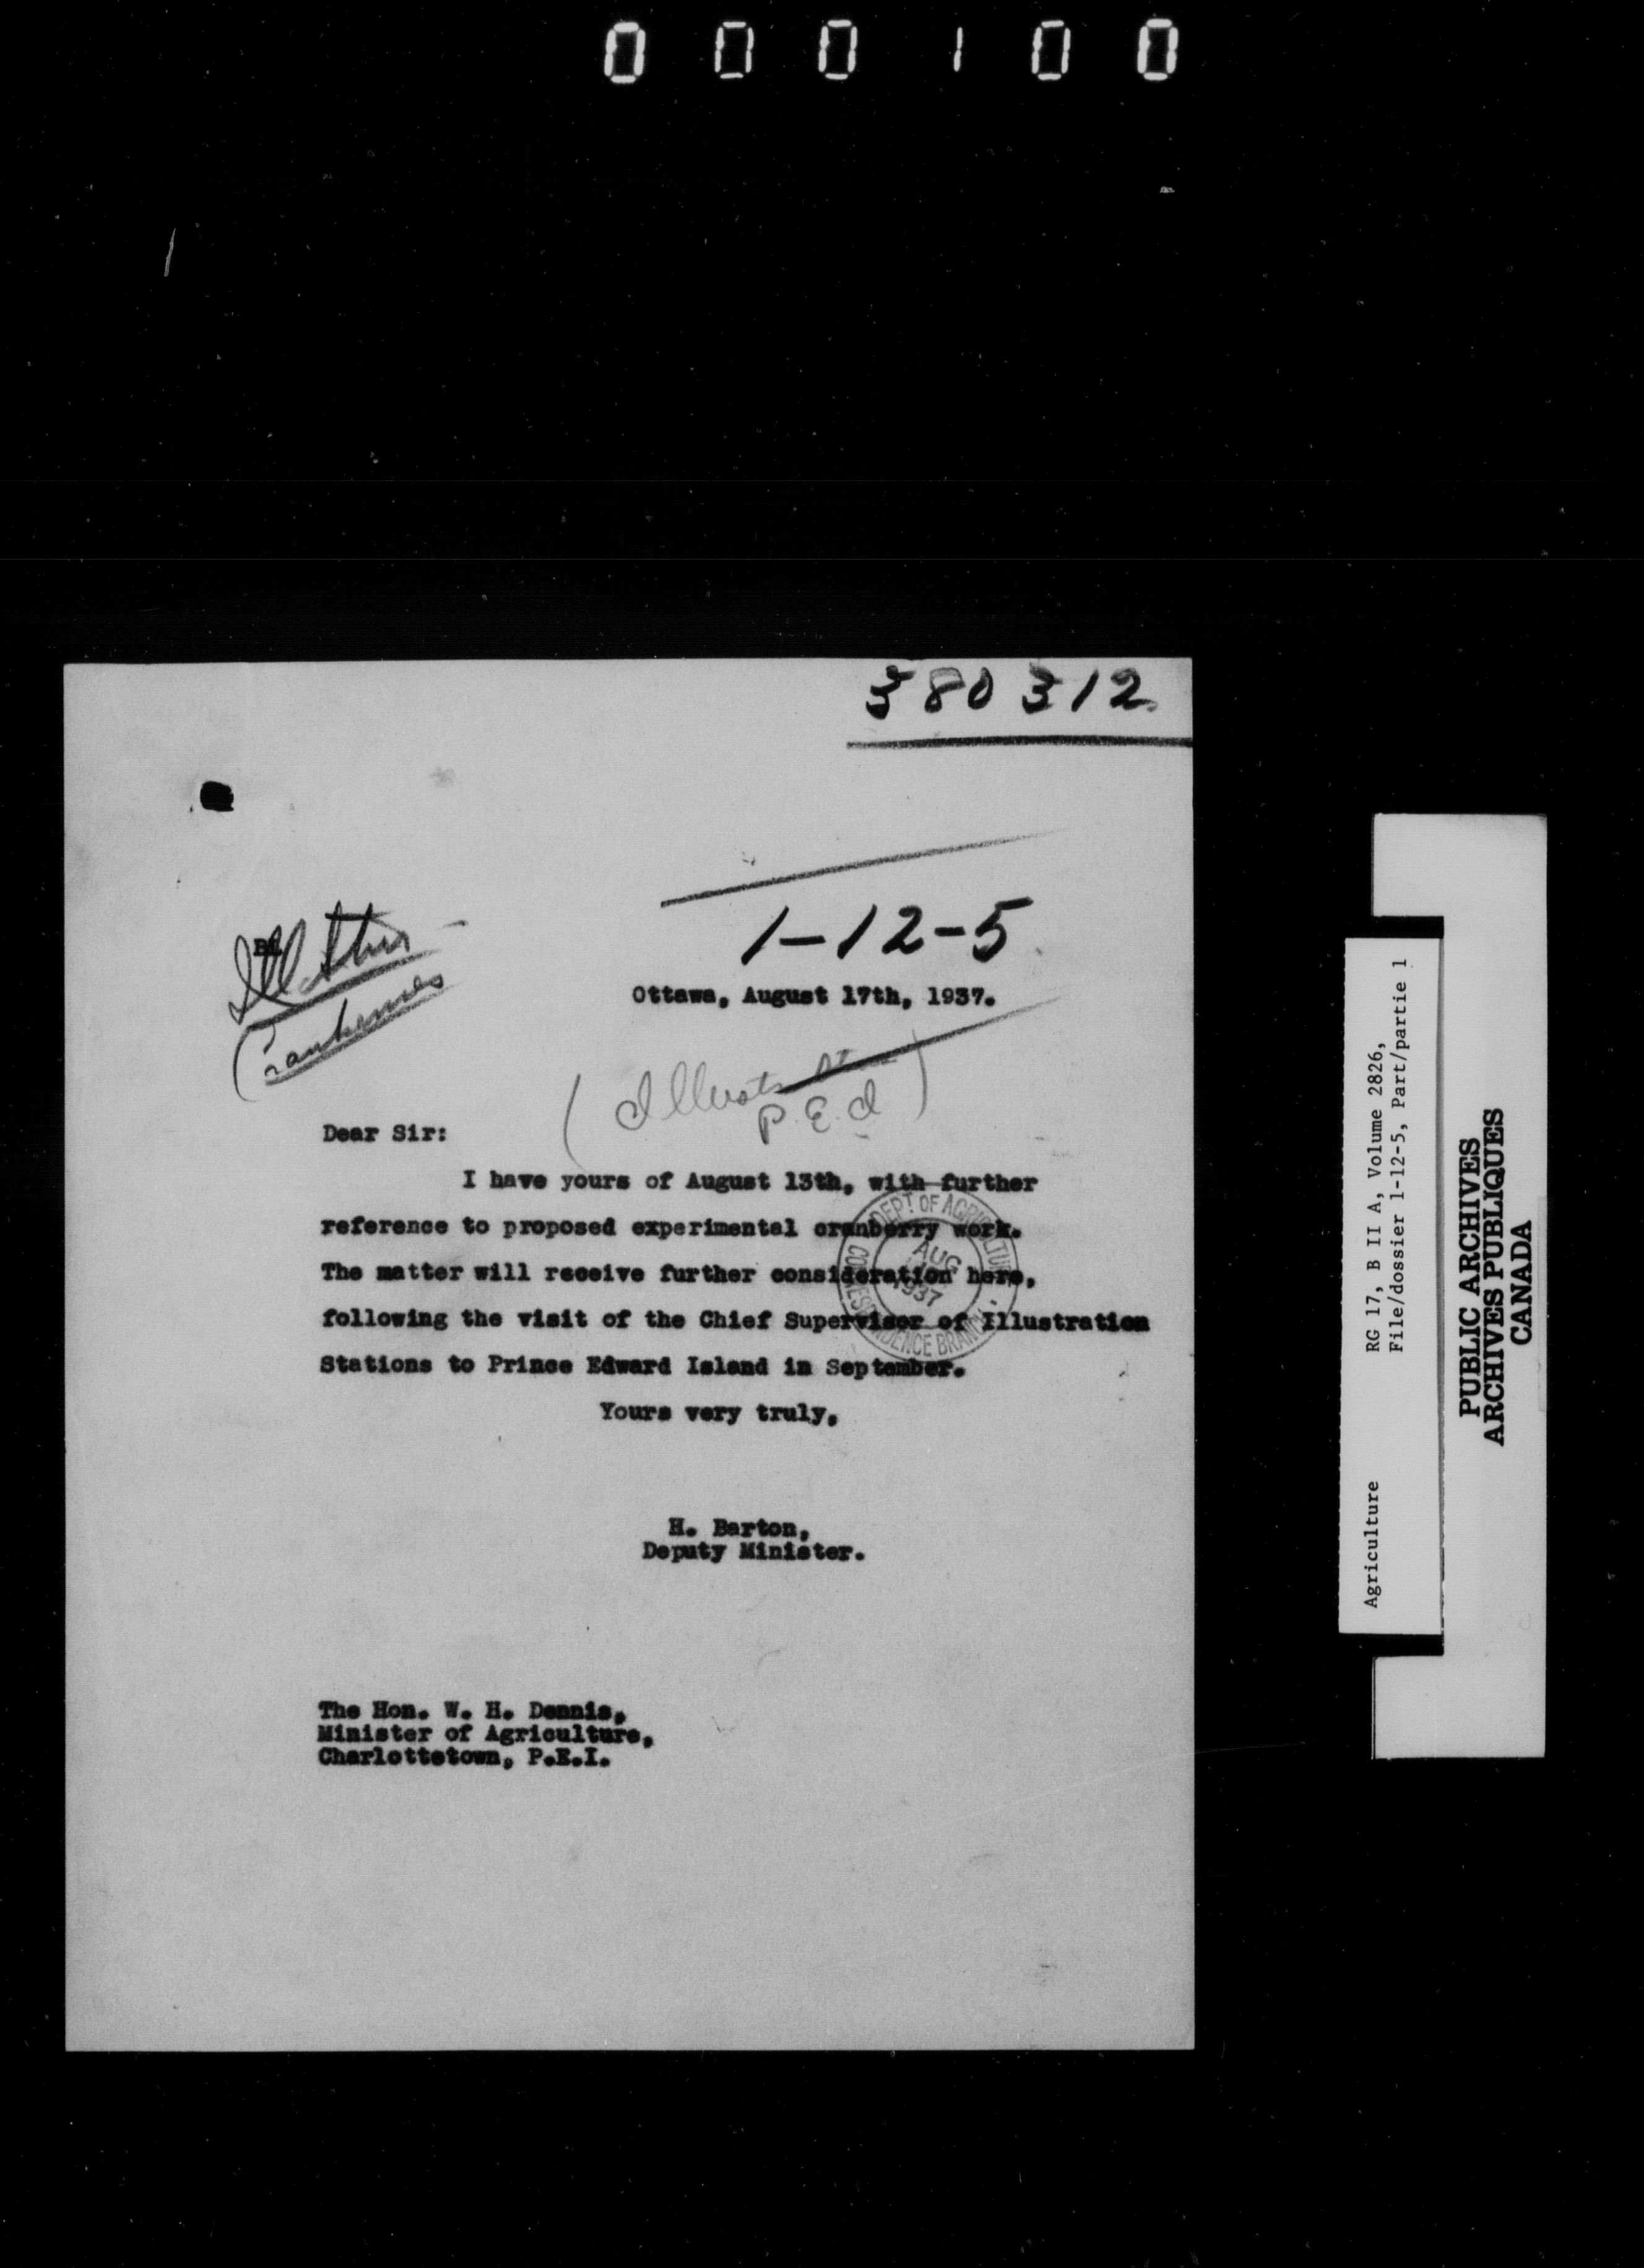 000100
380312
1-12-5
Ottawa, August 17th, 1937.
Cranberries
(Illustr
P.E.I
Dear Sir:
I have yours of August 13th, with further
reference to proposed experimental cranberry work.
The matter will receive further consideration here,
following the visit of the Chief Supervisor of Illustration
Stations to Prince Edward Island in September.
Yours very truly,
H. Barton,
Deputy Minister.
The Hon. W. H. Dennis,
Minister of Agriculture,
Charlottetown, P.E.I.
DEPT OF AGRICULTURE
AUG
1937
CORRESPONDENCE BRANCH
Agriculture RG 17, B II A, Volume 2826,
File/dossier 1-12-5, Part/partie 1
PUBLIC ARCHIVES
ARCHIVES PUBLIQUES
CANADA